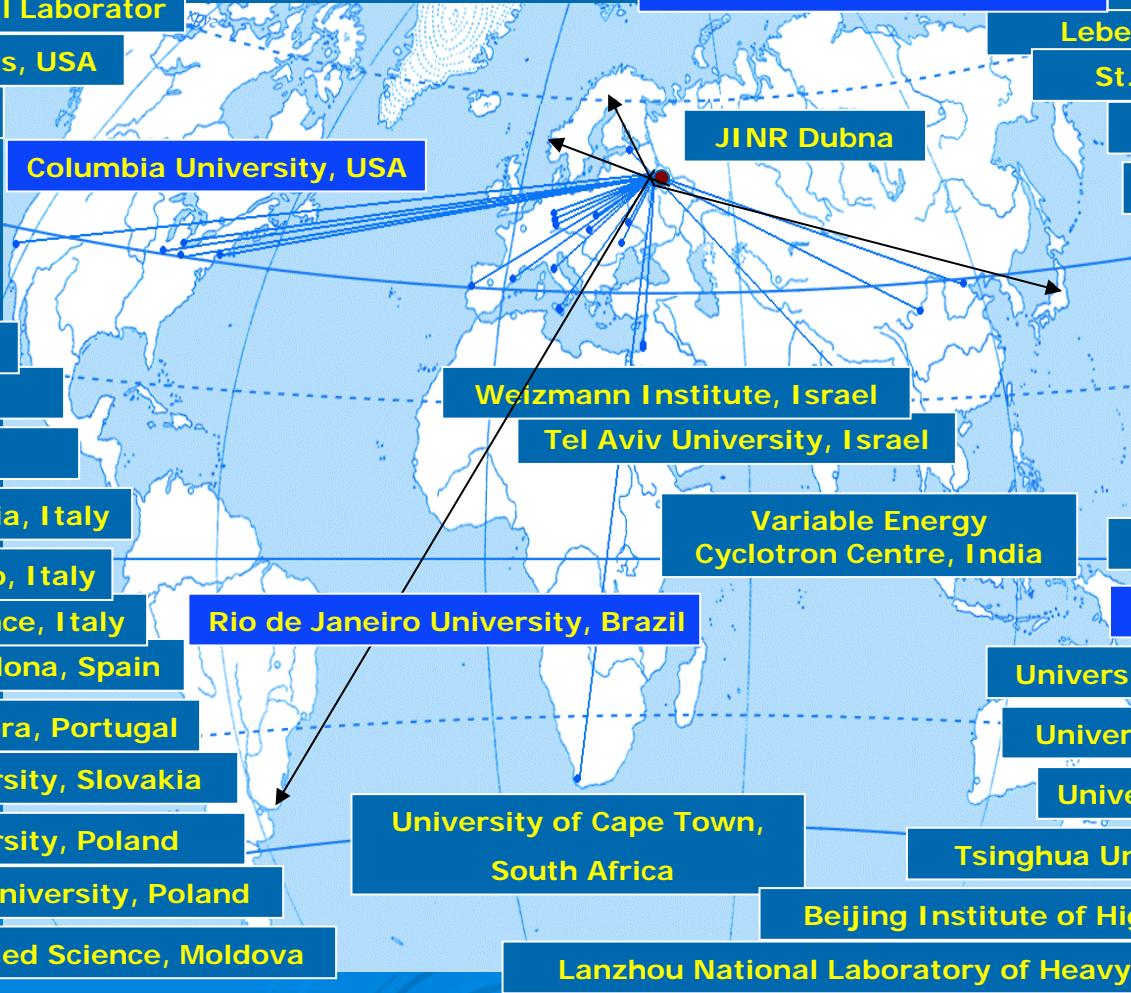 l Laborator
s, USA
Columbia University, USA
JINR Dubna
Lebe
St.
Weizmann Institute, Israel
Tel Aviv University, Israel
Variable Energy
Cyclotron Centre, India
ia, Italy
o, Italy
ce, Italy
Rio de Janeiro University, Brazil
lona, Spain
ra, Portugal
rsity, Slovakia
rsity, Poland
niversity, Poland
ed Science, Moldova
University of Cape Town,
South Africa
Univers
Univer
Unive
Tsinghua Un
Beijing Institute of Hig
Lanzhou National Laboratory of Heavy